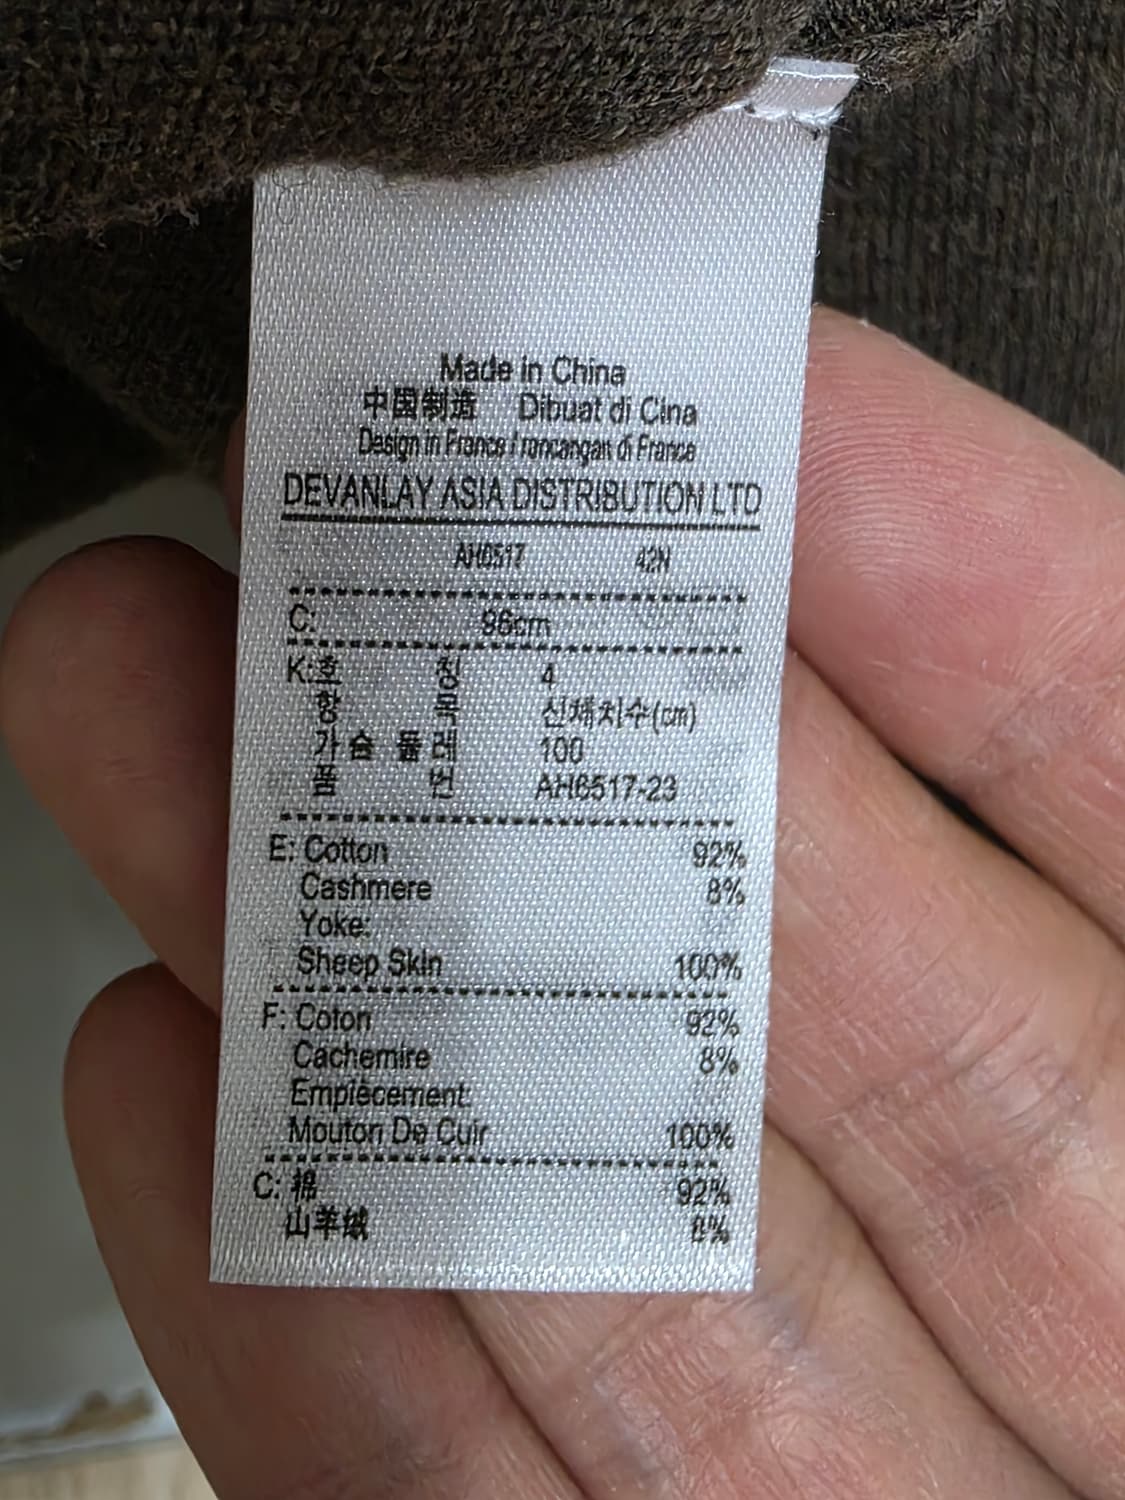 Made in China
中国制造 Dibuat di Cina
Design in France / rancangan di France
DEVANLAY ASIA DISTRIBUTION LTD
AH6517 42N
C: 96cm
K:호 칭 4
항 목 신체치수(cm)
가슴둘레 100
품 번 AH6517-23
E: Cotton 92%
Cashmere 8%
Yoke:
Sheep Skin 100%
F: Coton 92%
Cachemire 8%
Empiècement:
Mouton De Cuir 100%
C: 棉 92%
山羊绒 8%